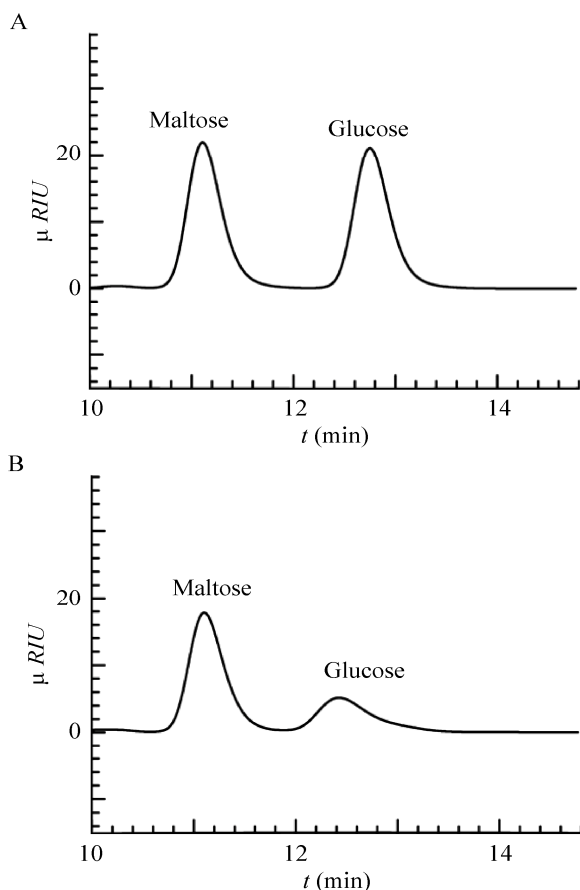 A
Maltose
Glucose
20
μ RIU
0
10
12
14
t (min)
B
Maltose
Glucose
20
μ RIU
0
10
12
14
t (min)